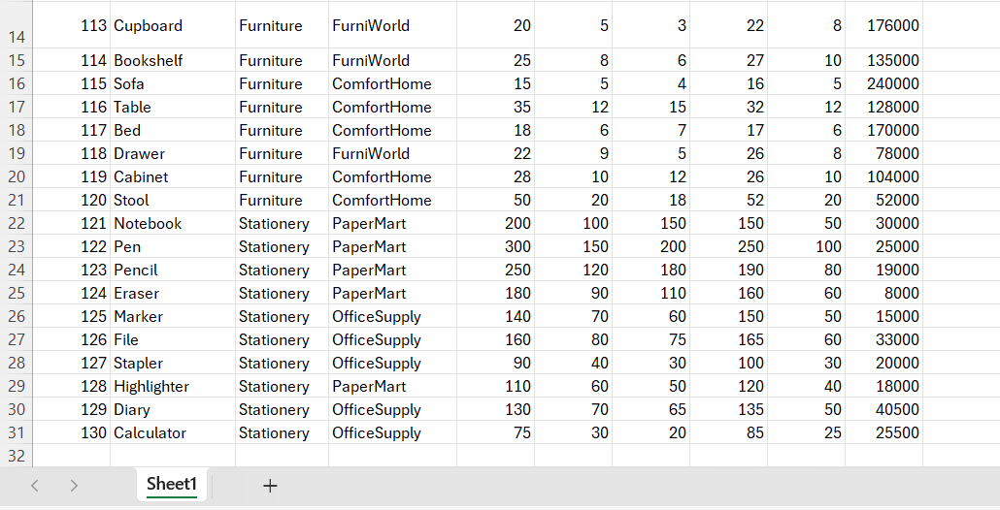 14 113 Cupboard Furniture FurniWorld 20 5 3 22 8 176000
15 114 Bookshelf Furniture FurniWorld 25 8 6 27 10 135000
16 115 Sofa Furniture ComfortHome 15 5 4 16 5 240000
17 116 Table Furniture ComfortHome 35 12 15 32 12 128000
18 117 Bed Furniture ComfortHome 18 6 7 17 6 170000
19 118 Drawer Furniture FurniWorld 22 9 5 26 8 78000
20 119 Cabinet Furniture ComfortHome 28 10 12 26 10 104000
21 120 Stool Furniture ComfortHome 50 20 18 52 20 52000
22 121 Notebook Stationery PaperMart 200 100 150 150 50 30000
23 122 Pen Stationery PaperMart 300 150 200 250 100 25000
24 123 Pencil Stationery PaperMart 250 120 180 190 80 19000
25 124 Eraser Stationery PaperMart 180 90 110 160 60 8000
26 125 Marker Stationery OfficeSupply 140 70 60 150 50 15000
27 126 File Stationery OfficeSupply 160 80 75 165 60 33000
28 127 Stapler Stationery OfficeSupply 90 40 30 100 30 20000
29 128 Highlighter Stationery PaperMart 110 60 50 120 40 18000
30 129 Diary Stationery OfficeSupply 130 70 65 135 50 40500
31 130 Calculator Stationery OfficeSupply 75 30 20 85 25 25500
32
Sheet1